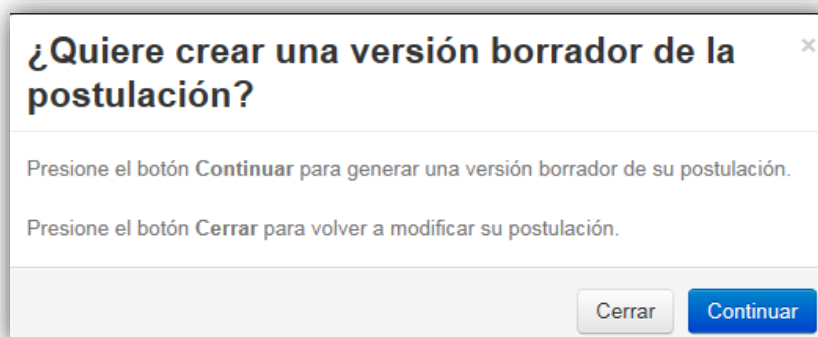 ¿Quiere crear una versión borrador de la
postulación?
×
Presione el botón Continuar para generar una versión borrador de su postulación.
Presione el botón Cerrar para volver a modificar su postulación.
Cerrar
Continuar